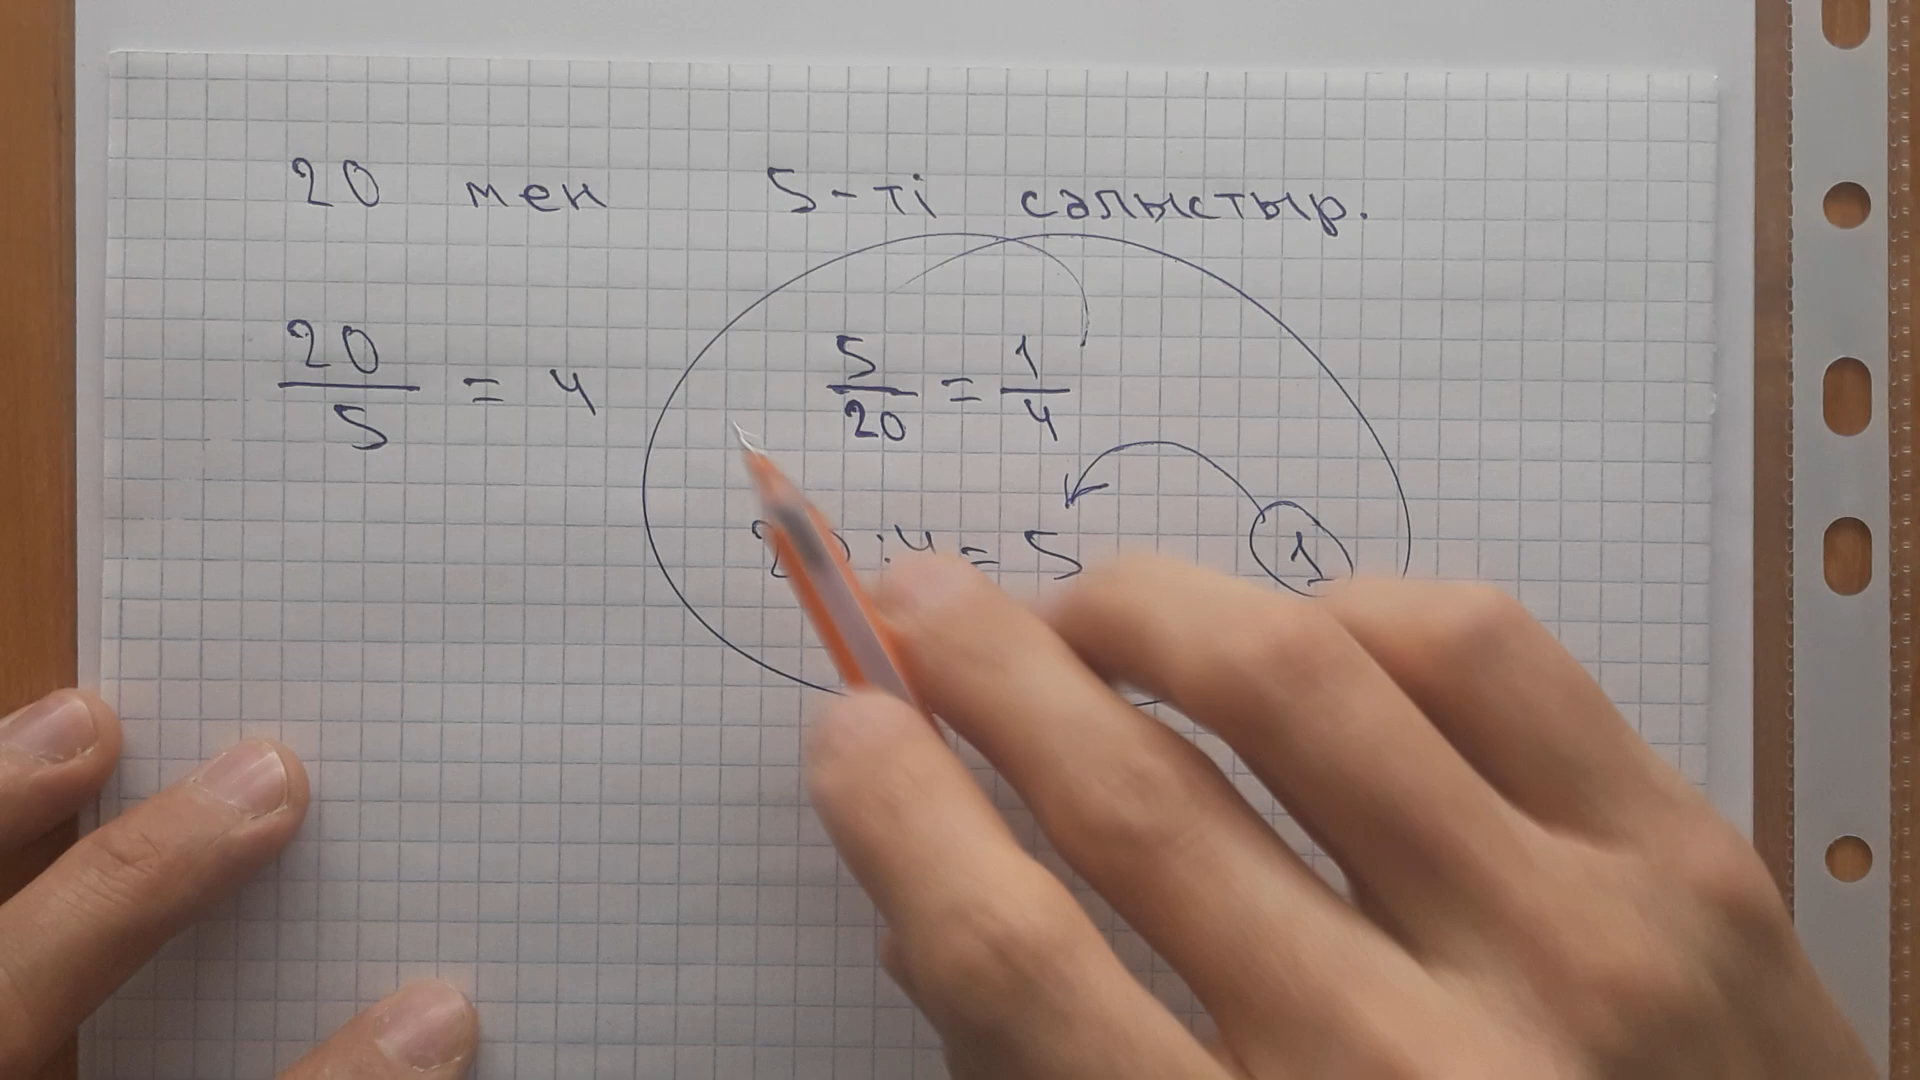 20 мен 5-ті салыстыр.
20/5 = 4
5/20 = 1/4
:4 = 5
1